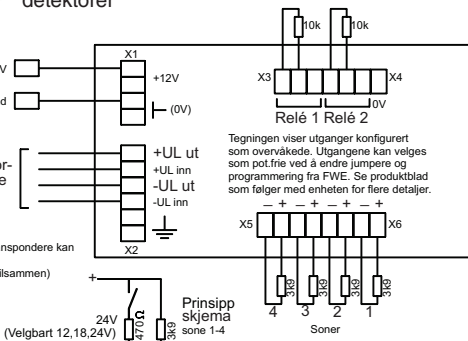 detektorer
10k
10k
V
X1
+12V
X3
X4
d
(0V)
0V
Relé 1 Relé 2
Tegningen viser utganger konfigurert
som overvåkede. Utgangene kan velges
som pot.frie ved å endre jumpere og
programmering fra FWE. Se produktblad
som følger med enheten for flere detaljer.
or-
e
+UL ut
+UL inn
-UL ut
-UL inn
X2
– + – + – + – +
X5
X6
anspondere kan
ilsammen)
3k9
3k9
3k9
3k9
4 3 2 1
Soner
+
Prinsipp
skjema
sone 1-4
24V
(Velgbart 12,18,24V)
470Ω
3k9